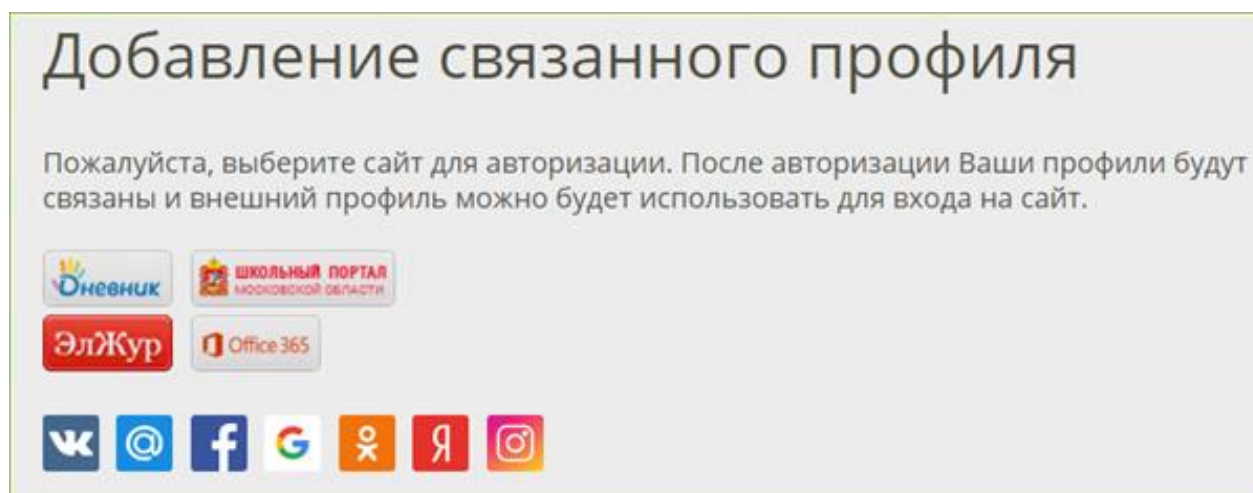 Добавление связанного профиля
Пожалуйста, выберите сайт для авторизации. После авторизации Ваши профили будут
связаны и внешний профиль можно будет использовать для входа на сайт.
Дневник
ШКОЛЬНЫЙ ПОРТАЛ
МОСКОВСКОЙ ОБЛАСТИ
ЭлЖур
Office 365